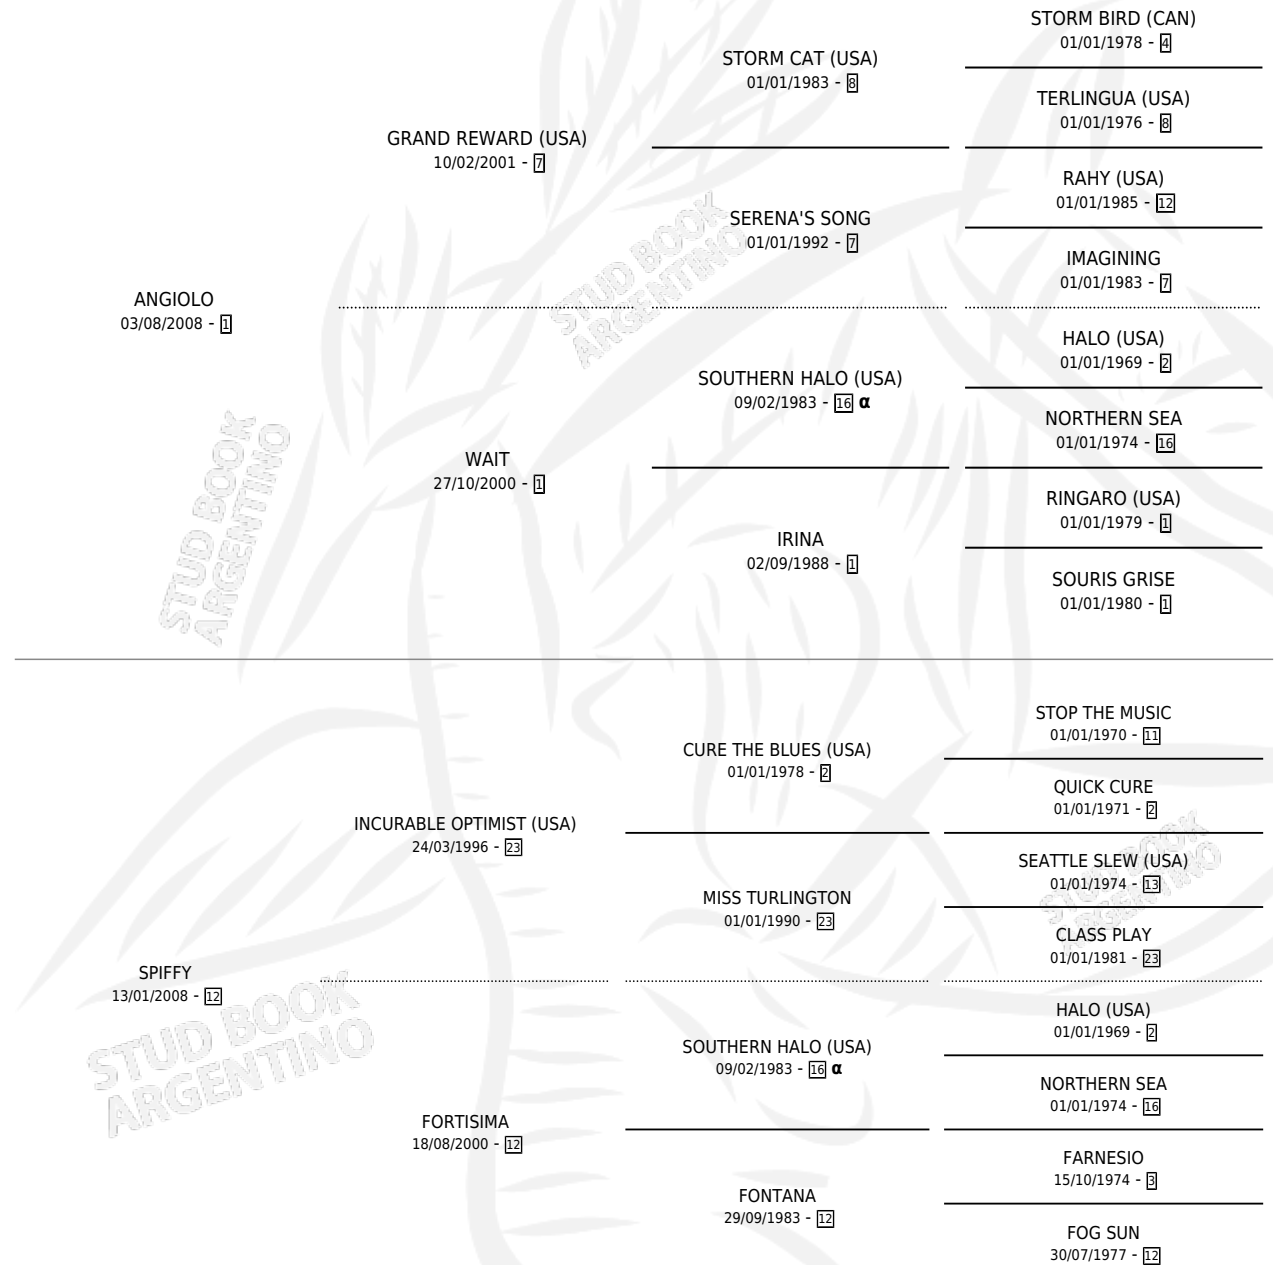 STORM BIRD (CAN)
01/01/1978 - 4
STORM CAT (USA)
01/01/1983 - 8
TERLINGUA (USA)
01/01/1976 - 8
GRAND REWARD (USA)
10/02/2001 - 7
RAHY (USA)
01/01/1985 - 12
SERENA'S SONG
01/01/1992 - 7
IMAGINING
01/01/1983 - 7
STUD BOOK
ARGENTINO
ANGIOLO
03/08/2008 - 1
HALO (USA)
01/01/1969 - 2
SOUTHERN HALO (USA)
09/02/1983 - 16 α
NORTHERN SEA
01/01/1974 - 16
WAIT
27/10/2000 - 1
RINGARO (USA)
01/01/1979 - 1
IRINA
02/09/1988 - 1
SOURIS GRISE
01/01/1980 - 1
STUD BOOK
ARGENTINO
STOP THE MUSIC
01/01/1970 - 11
CURE THE BLUES (USA)
01/01/1978 - 2
QUICK CURE
01/01/1971 - 2
INCURABLE OPTIMIST (USA)
24/03/1996 - 23
SEATTLE SLEW (USA)
01/01/1974 - 13
MISS TURLINGTON
01/01/1990 - 23
CLASS PLAY
01/01/1981 - 23
STUD BOOK
ARGENTINO
SPIFFY
13/01/2008 - 12
HALO (USA)
01/01/1969 - 2
SOUTHERN HALO (USA)
09/02/1983 - 16 α
NORTHERN SEA
01/01/1974 - 16
STUD BOOK
ARGENTINO
FORTISIMA
18/08/2000 - 12
FARNESIO
15/10/1974 - 3
FONTANA
29/09/1983 - 12
FOG SUN
30/07/1977 - 12